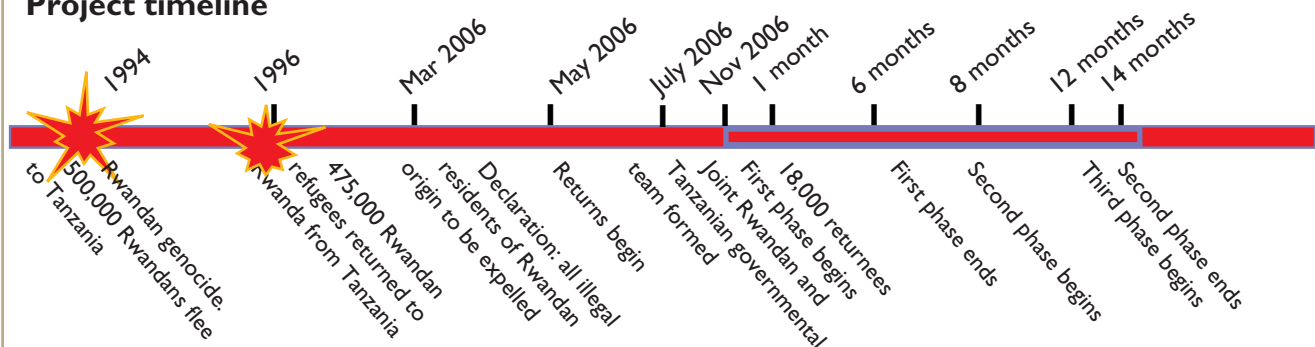 Project timeline
1994
1996
Mar 2006
May 2006
July 2006
Nov 2006
1 month
6 months
8 months
12 months
14 months
Rwandan genocide.
500,000 Rwandans flee
to Tanzania
475,000 Rwandan
refugees returned to
Rwanda from Tanzania
Declaration: all illegal
residents of Rwandan
origin to be expelled
Returns begin
Joint Rwandan and
Tanzanian governmental
team formed
First phase begins
18,000 returnees
First phase ends
Second phase begins
Third phase begins
Second phase ends